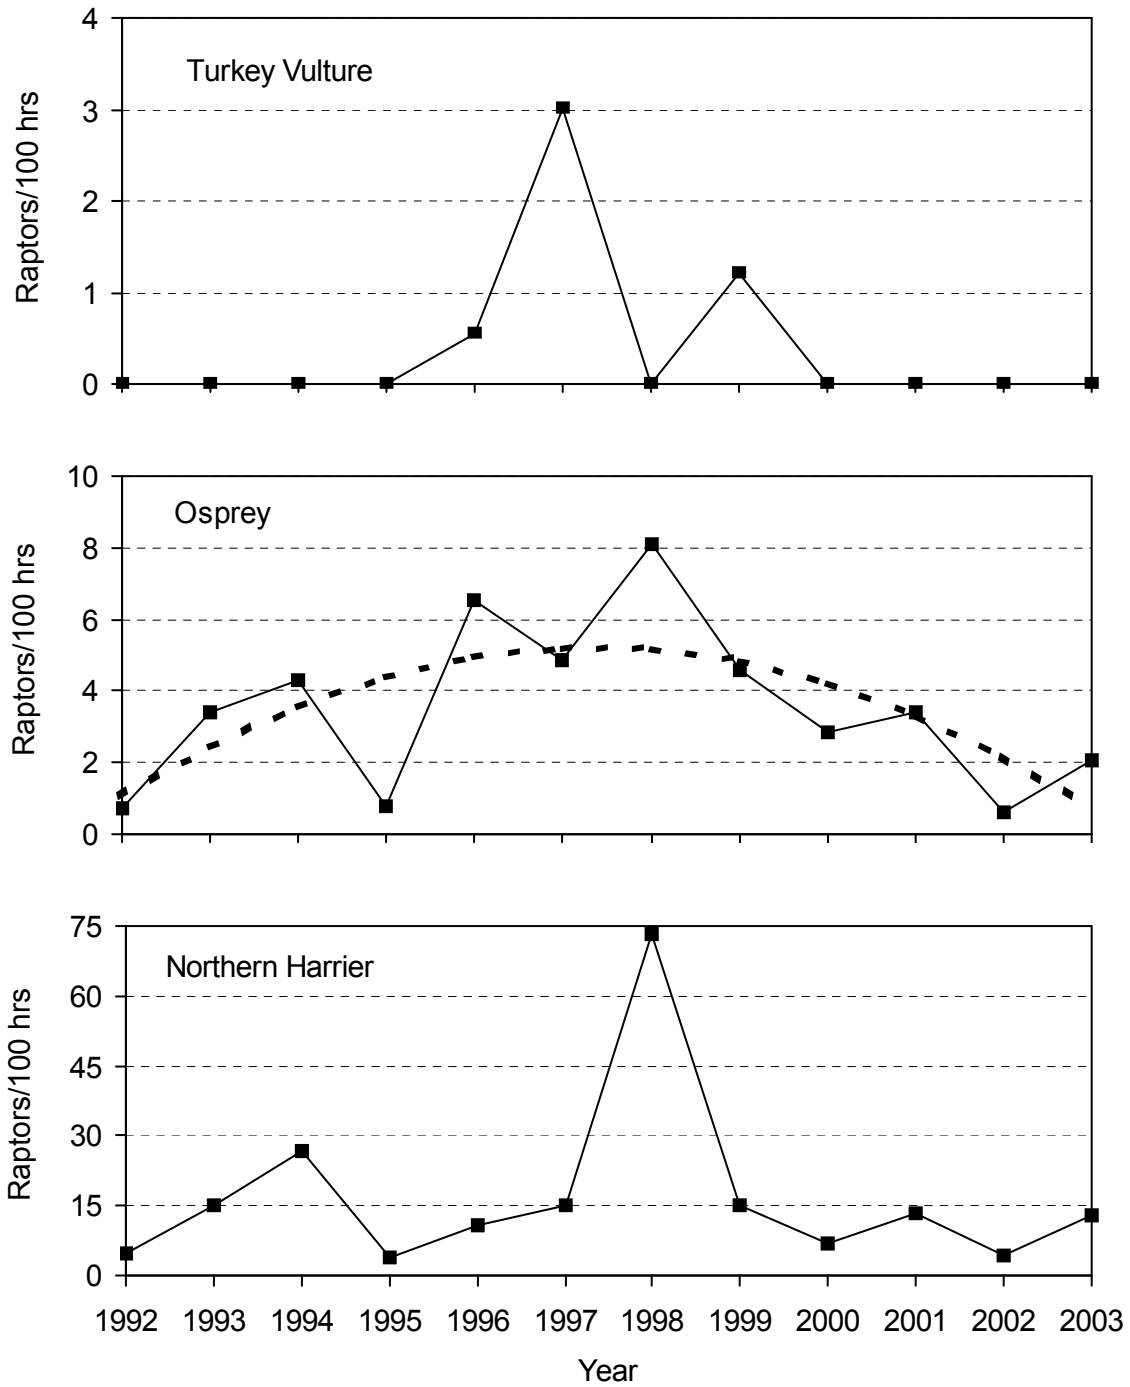 4
Turkey Vulture
3
2
1
0
Raptors/100 hrs
10
Osprey
8
6
4
2
0
Raptors/100 hrs
75
Northern Harrier
60
45
30
15
0
Raptors/100 hrs
1992 1993 1994 1995 1996 1997 1998 1999 2000 2001 2002 2003
Year